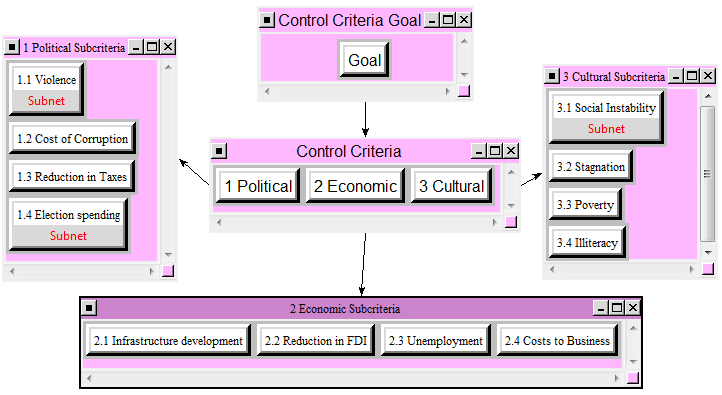 Control Criteria Goal
Goal
1 Political Subcriteria
1.1 Violence
Subnet
1.2 Cost of Corruption
1.3 Reduction in Taxes
1.4 Election spending
Subnet
Control Criteria
1 Political
2 Economic
3 Cultural
3 Cultural Subcriteria
3.1 Social Instability
Subnet
3.2 Stagnation
3.3 Poverty
3.4 Illiteracy
2 Economic Subcriteria
2.1 Infrastructure development
2.2 Reduction in FDI
2.3 Unemployment
2.4 Costs to Business